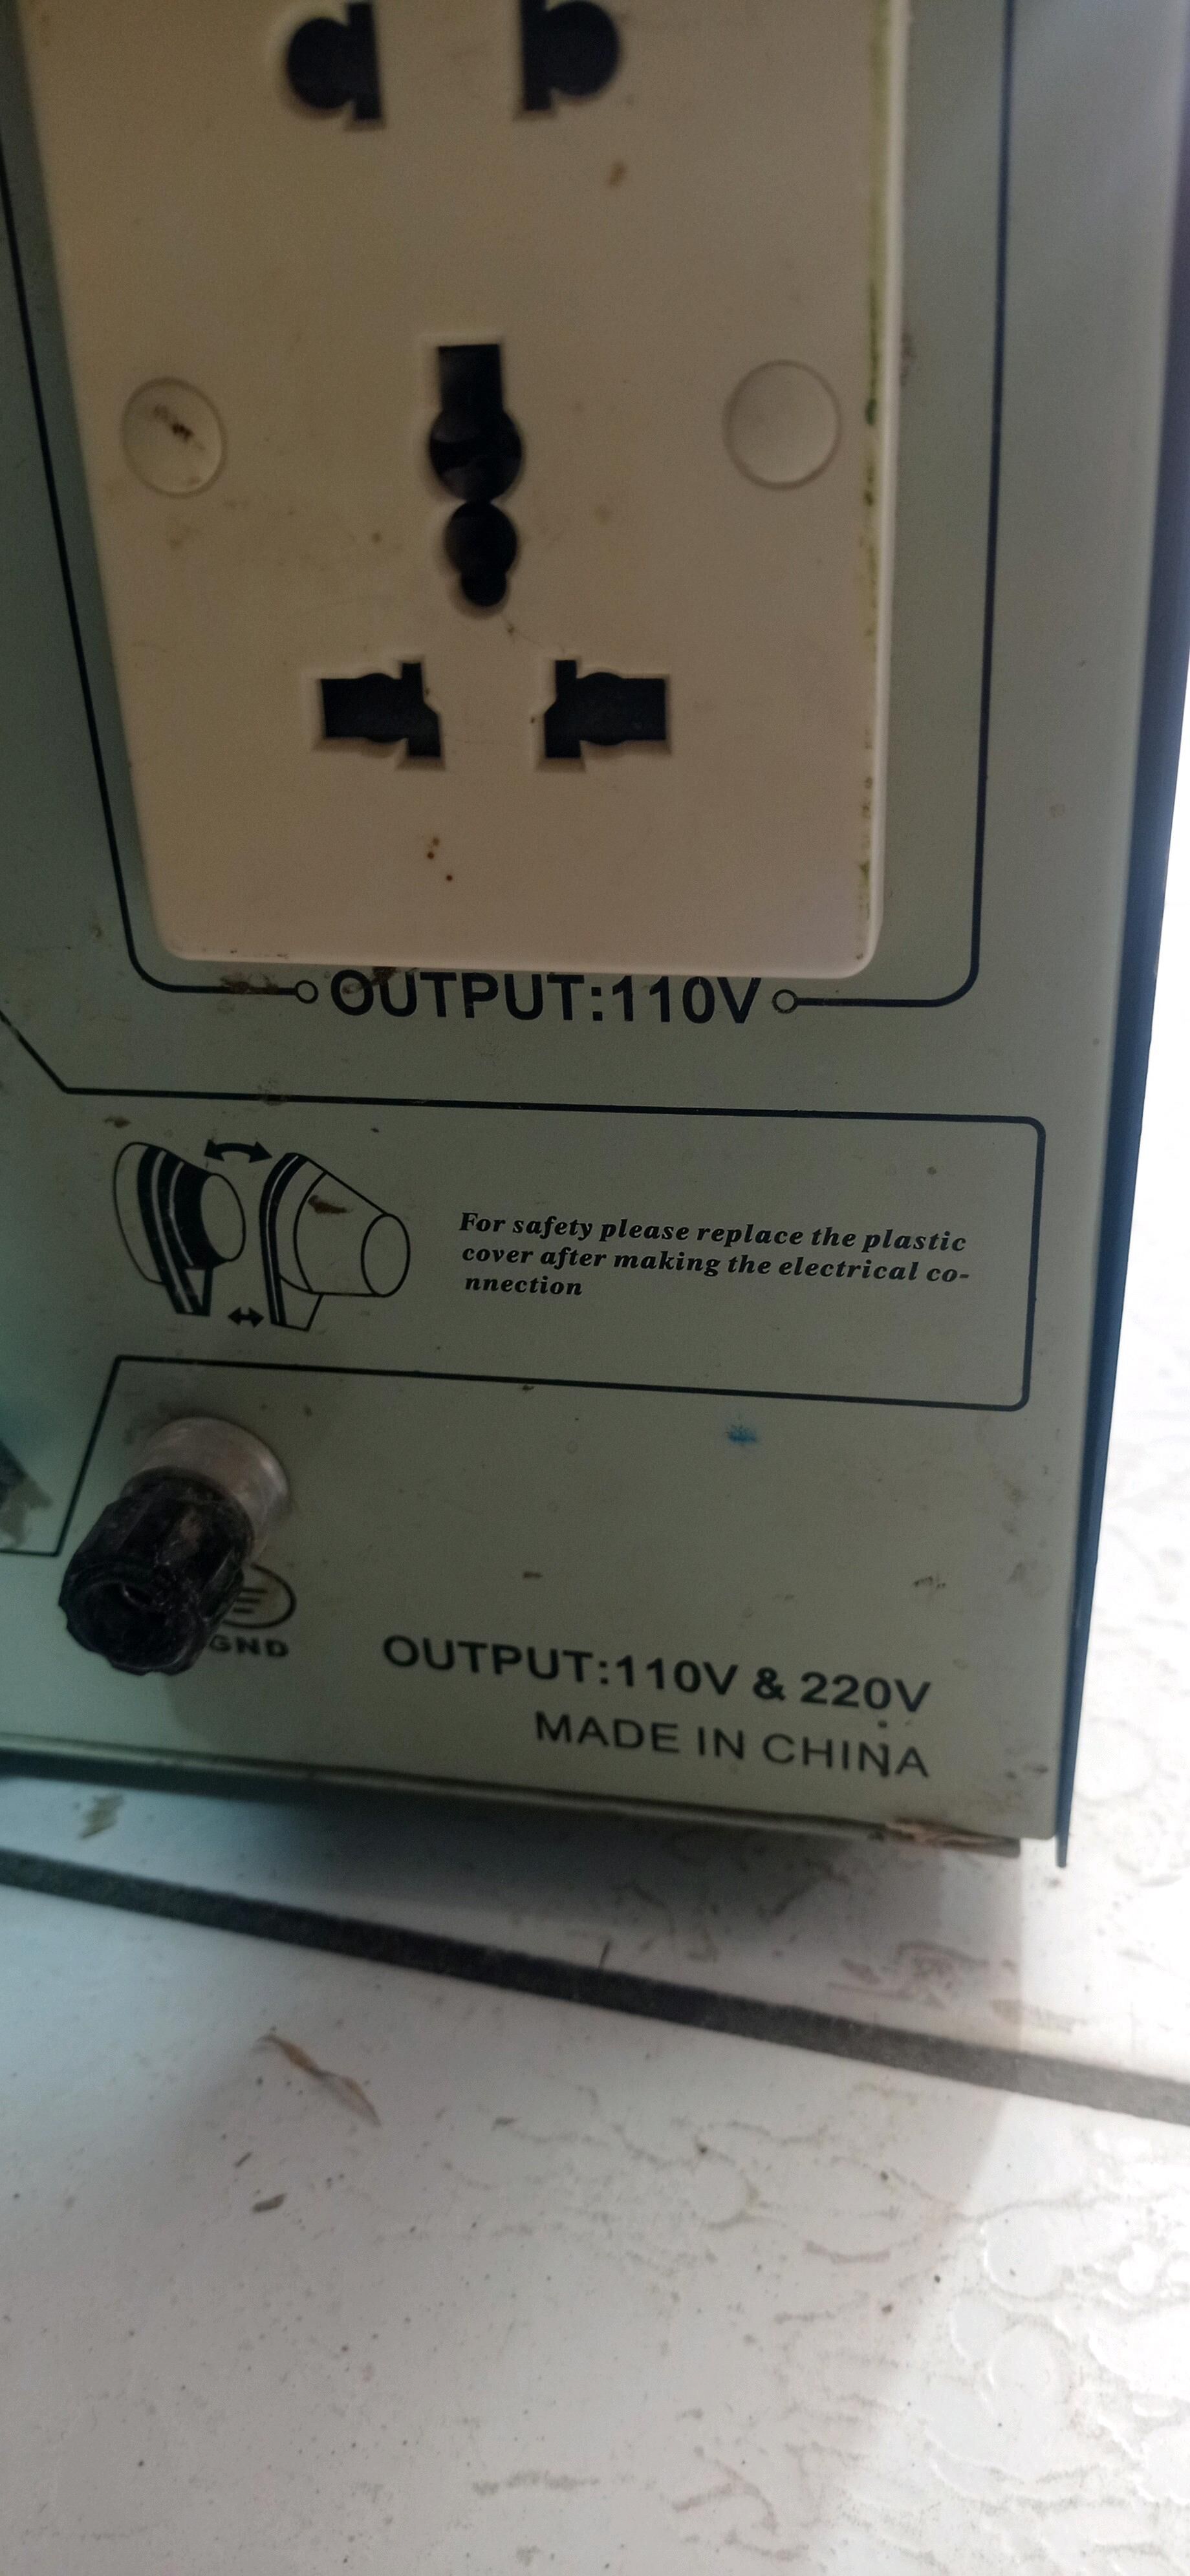 OUTPUT:110V
For safety please replace the plastic
cover after making the electrical co-
nnection
GND
OUTPUT:110V & 220V
MADE IN CHINA